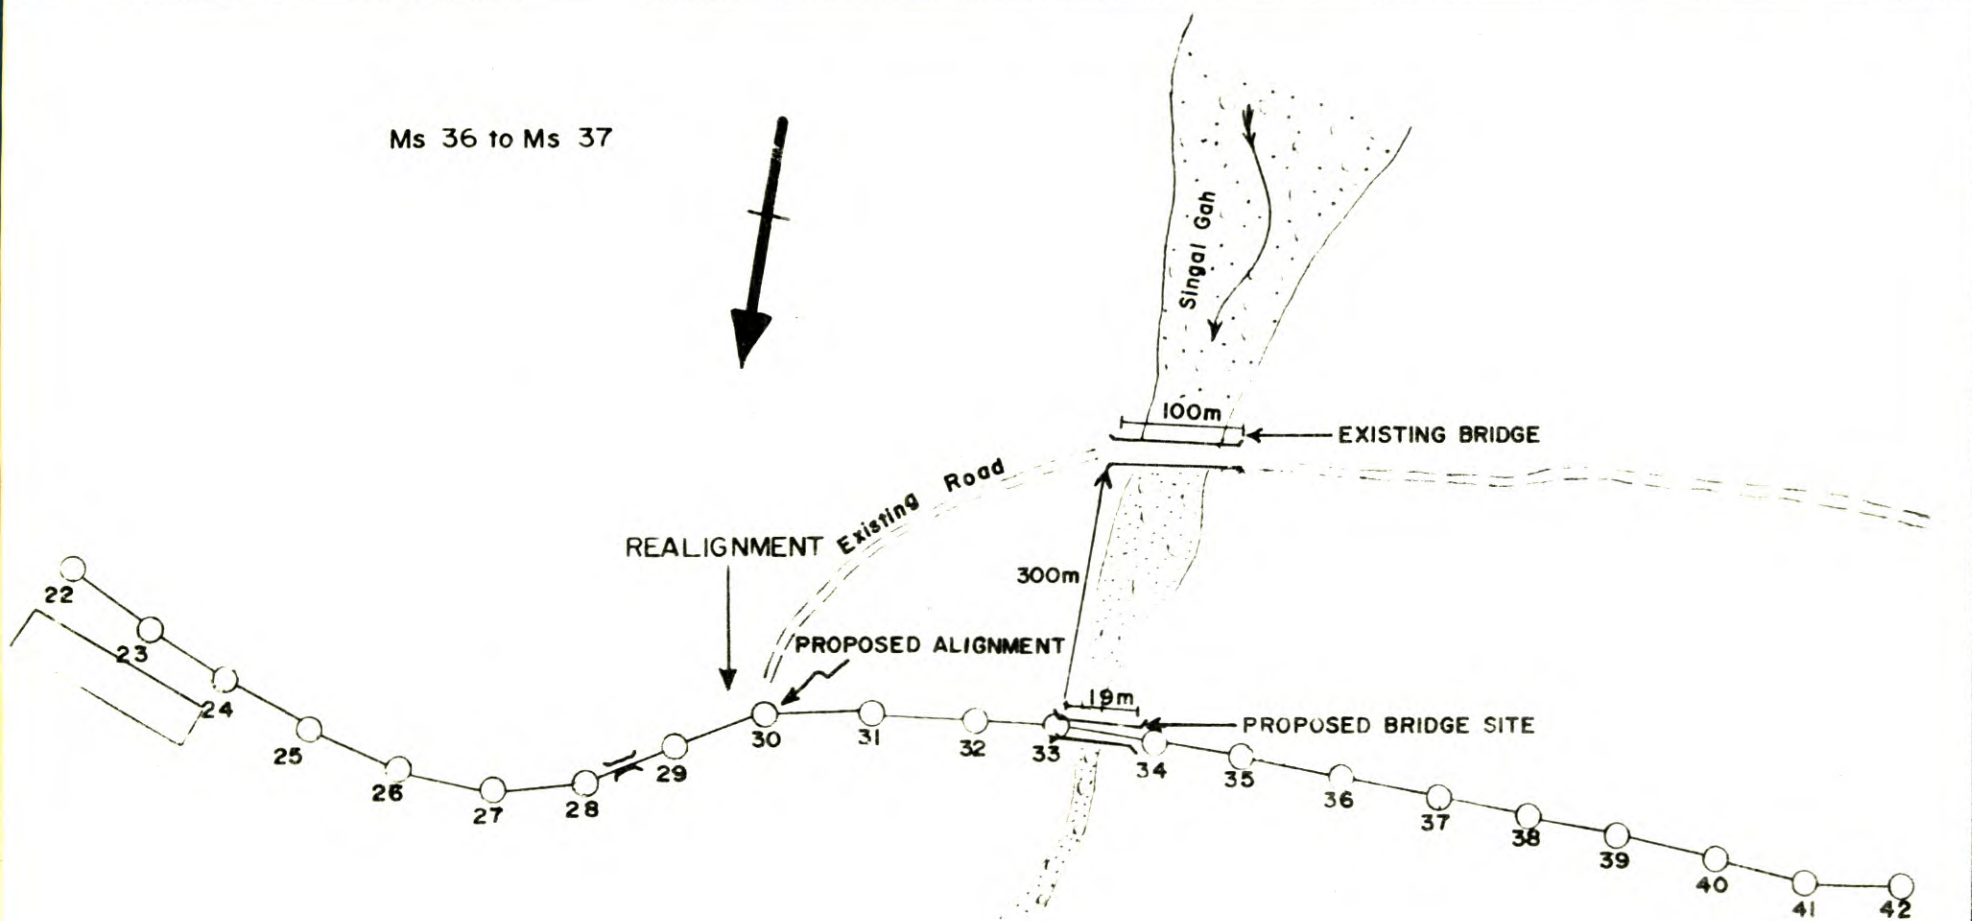 Ms 36 to Ms 37
Singal Gah
100m
EXISTING BRIDGE
Existing Road
REALIGNMENT
300m
PROPOSED ALIGNMENT
19m
PROPOSED BRIDGE SITE
22
23
24
25
26
27
28
29
30
31
32
33
34
35
36
37
38
39
40
41
42